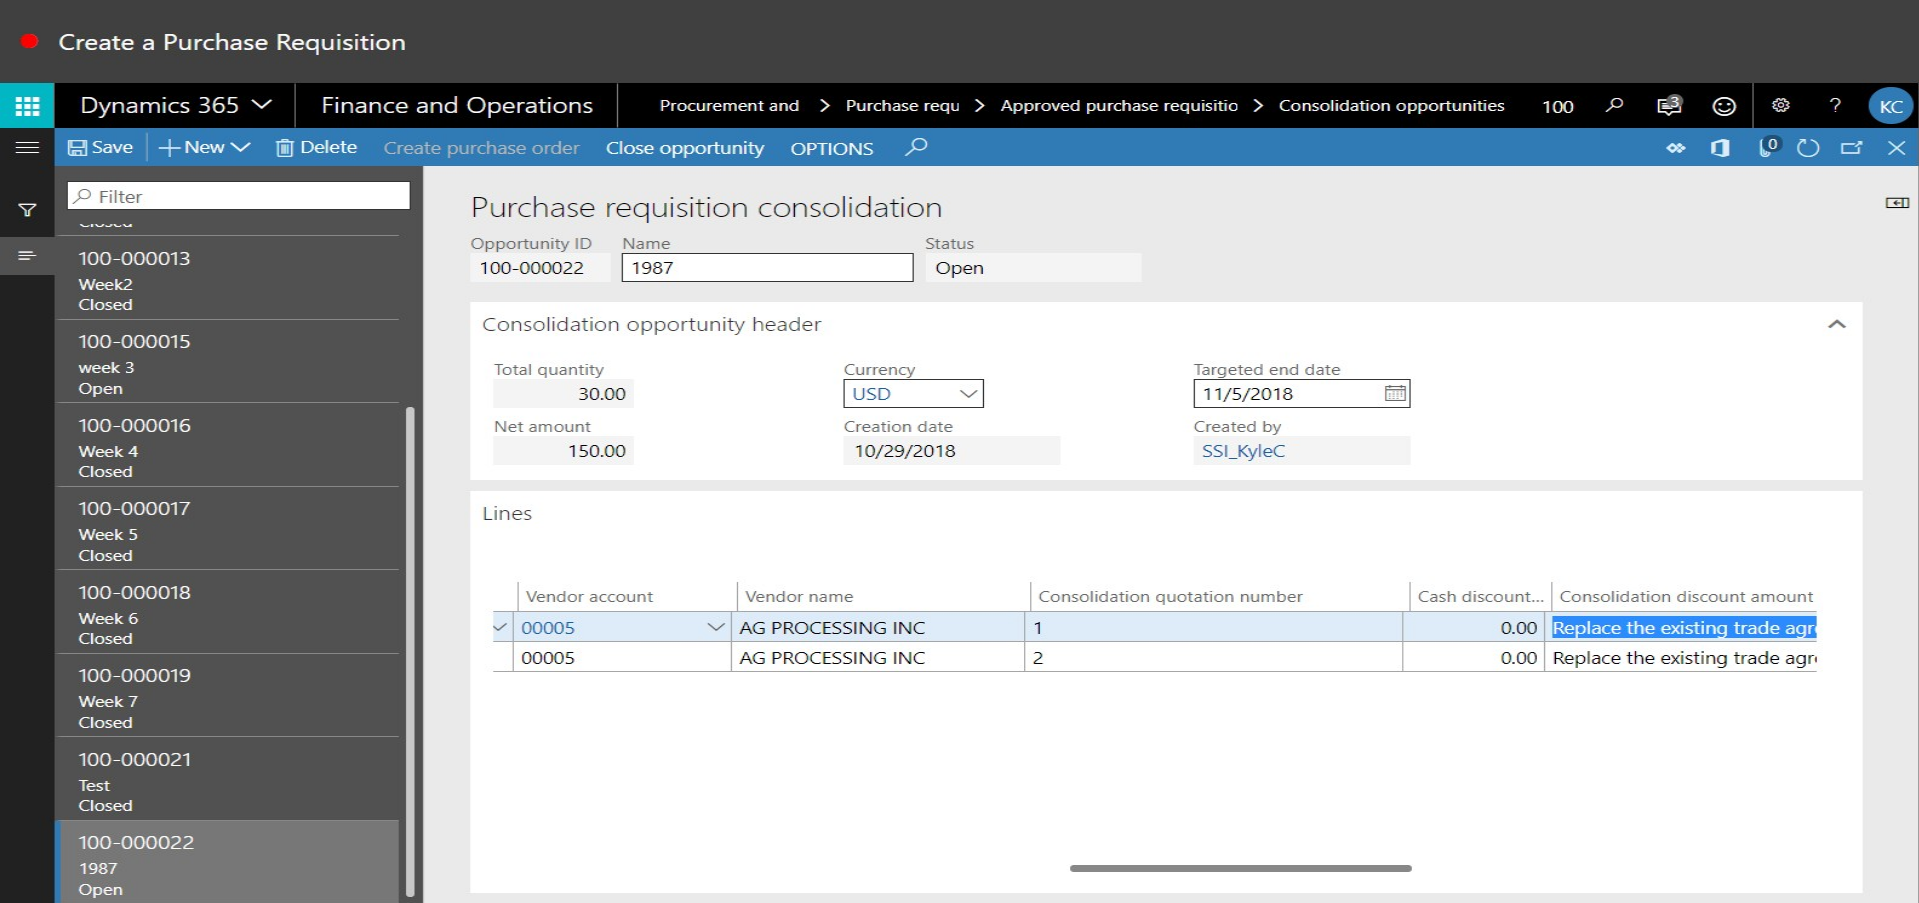 Create a Purchase Requisition
Dynamics 365
Finance and Operations
Procurement and > Purchase requ > Approved purchase requisitio > Consolidation opportunities
100
3
?
KC
Save
New
Delete
Create purchase order
Close opportunity
OPTIONS
0
Filter
Closed
100-000013
Week2
Closed
100-000015
week 3
Open
100-000016
Week 4
Closed
100-000017
Week 5
Closed
100-000018
Week 6
Closed
100-000019
Week 7
Closed
100-000021
Test
Closed
100-000022
1987
Open
Purchase requisition consolidation
Opportunity ID Name Status
100-000022 1987 Open
Consolidation opportunity header
Total quantity Currency Targeted end date
30.00 USD 11/5/2018
Net amount Creation date Created by
150.00 10/29/2018 SSI_KyleC
Lines
Vendor account Vendor name Consolidation quotation number Cash discount... Consolidation discount amount
00005 AG PROCESSING INC 1 0.00 Replace the existing trade agr
00005 AG PROCESSING INC 2 0.00 Replace the existing trade agr